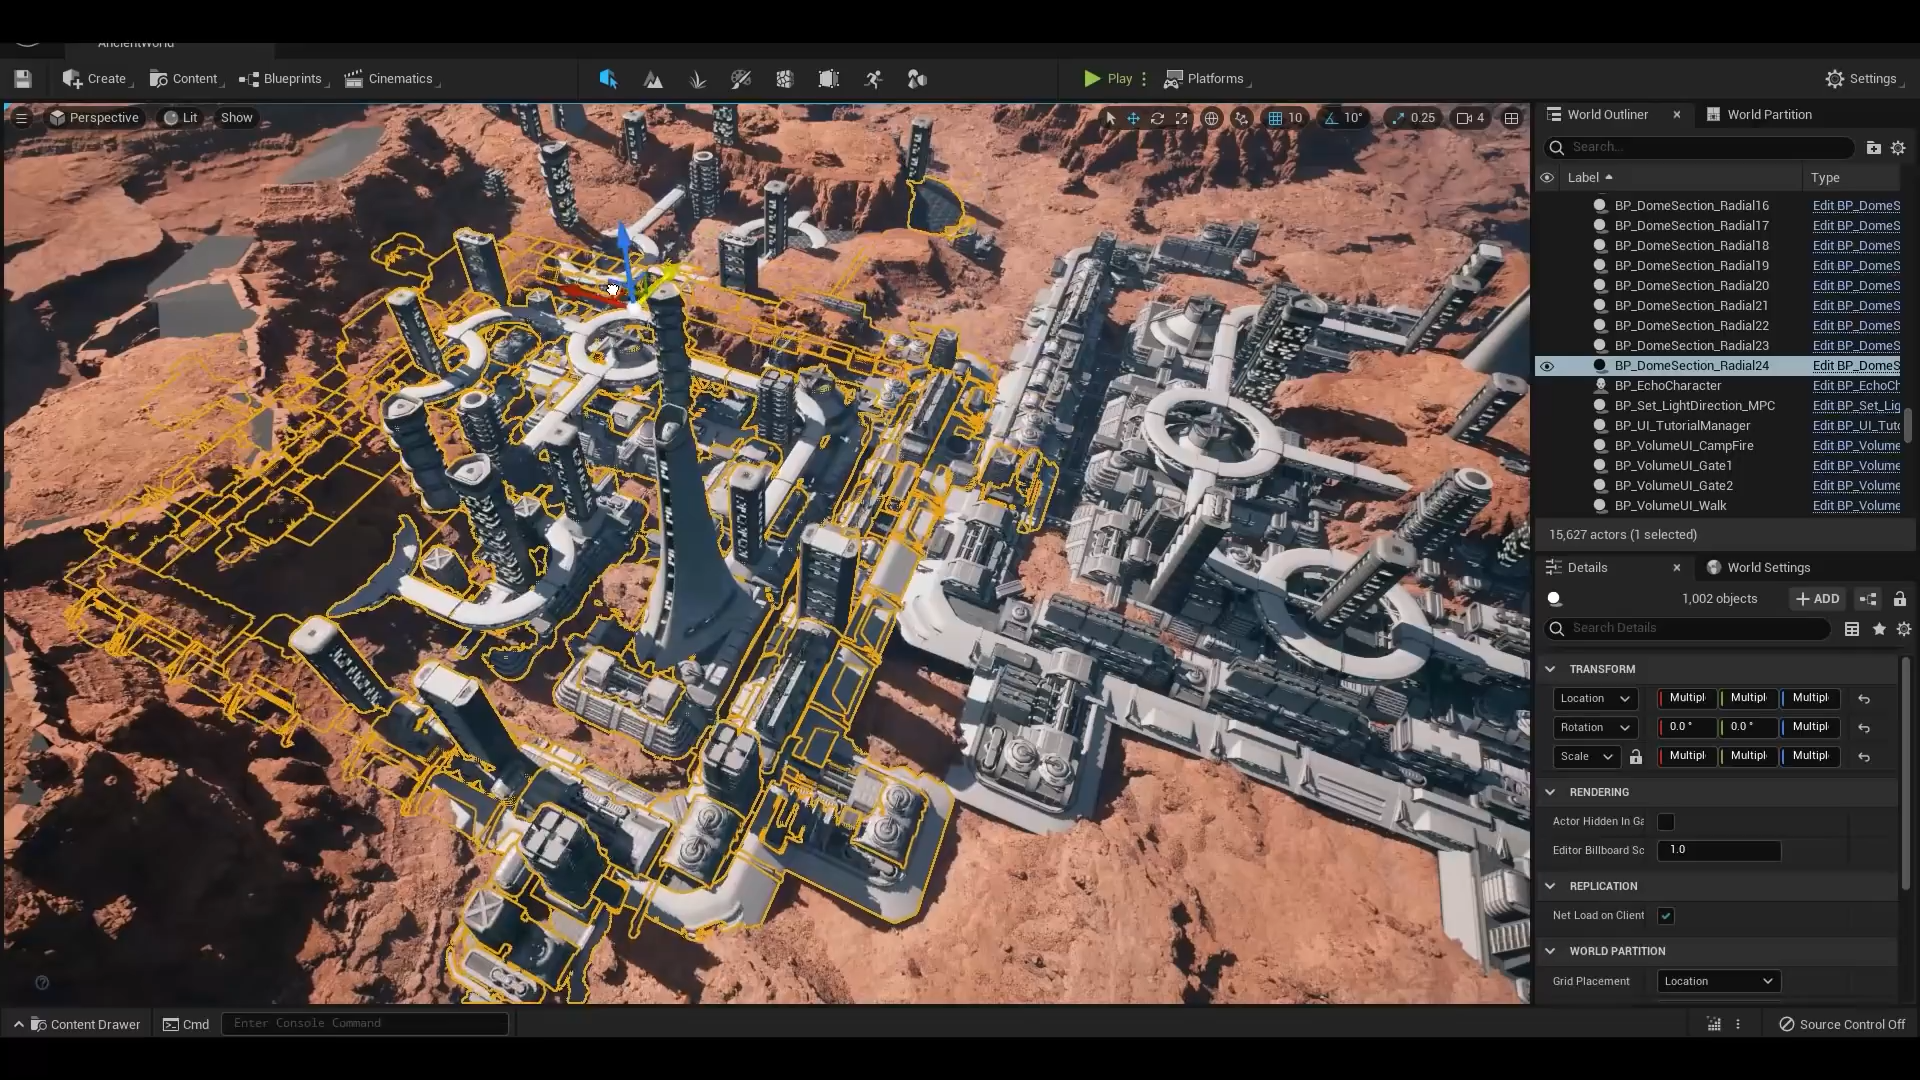 AncientWorld
Create Content Blueprints Cinematics Play Platforms Settings
Perspective Lit Show 10 10° 0.25 4
World Outliner World Partition
Search...
Label Type
BP_DomeSection_Radial16 Edit BP_DomeS
BP_DomeSection_Radial17 Edit BP_DomeS
BP_DomeSection_Radial18 Edit BP_DomeS
BP_DomeSection_Radial19 Edit BP_DomeS
BP_DomeSection_Radial20 Edit BP_DomeS
BP_DomeSection_Radial21 Edit BP_DomeS
BP_DomeSection_Radial22 Edit BP_DomeS
BP_DomeSection_Radial23 Edit BP_DomeS
BP_DomeSection_Radial24 Edit BP_DomeS
BP_EchoCharacter Edit BP_EchoCh
BP_Set_LightDirection_MPC Edit BP_Set_Lig
BP_UI_TutorialManager Edit BP_UI_Tuto
BP_VolumeUI_CampFire Edit BP_Volume
BP_VolumeUI_Gate1 Edit BP_Volume
BP_VolumeUI_Gate2 Edit BP_Volume
BP_VolumeUI_Walk Edit BP_Volume
15,627 actors (1 selected)
Details World Settings
1,002 objects ADD
Search Details
TRANSFORM
Location Multipl Multipl Multipl
Rotation 0.0 ° 0.0 ° Multipl
Scale Multipl Multipl Multipl
RENDERING
Actor Hidden In Ga
Editor Billboard Sc 1.0
REPLICATION
Net Load on Client
WORLD PARTITION
Grid Placement Location
Content Drawer Cmd Enter Console Command Source Control Off